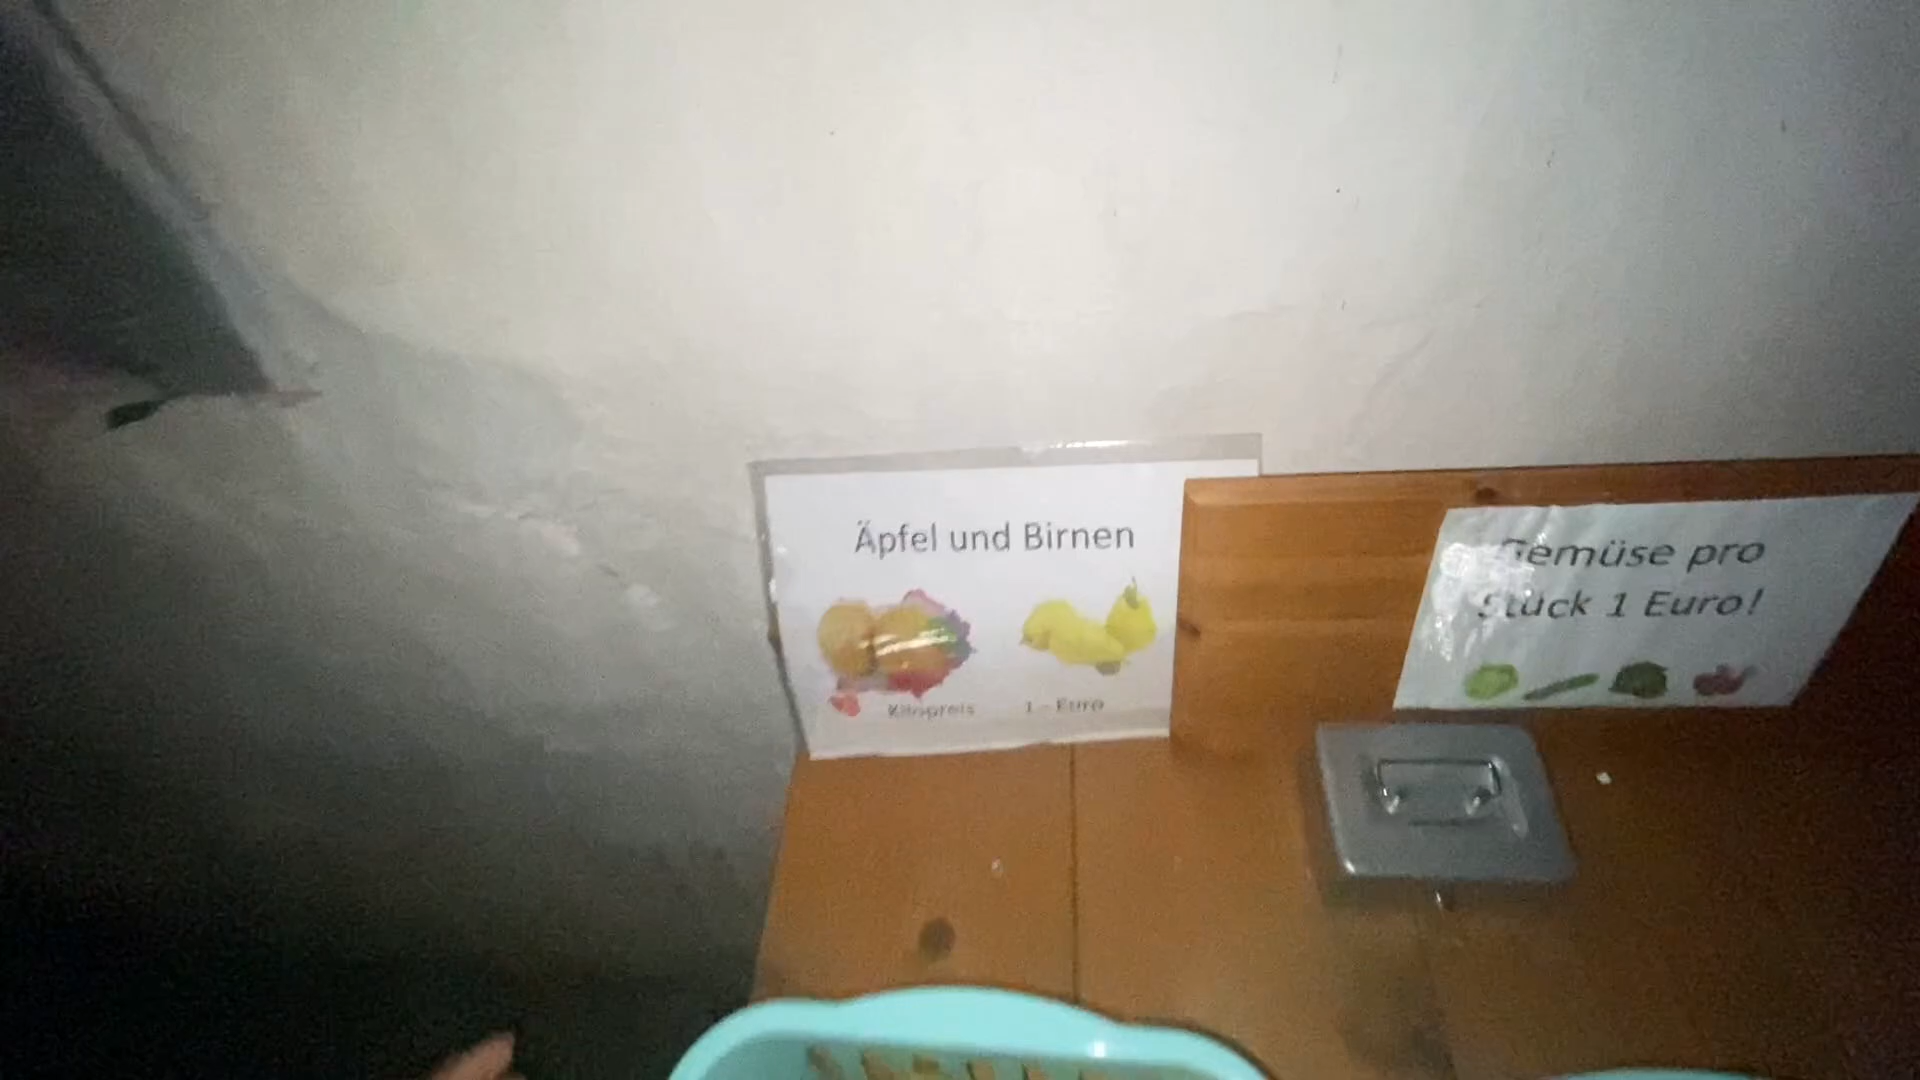 Äpfel und Birnen
Kilopreis 1.- Euro
Gemüse pro
Stück 1 Euro!